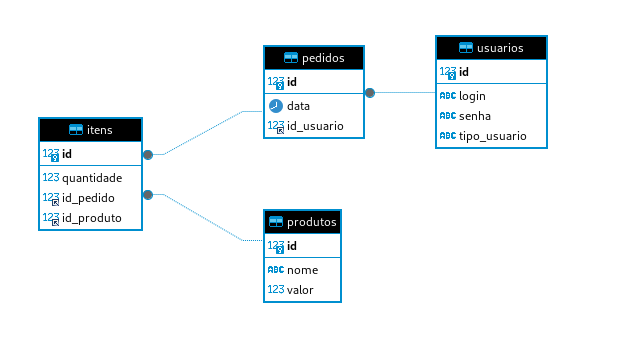 pedidos
123 id
data
123 id_usuario
usuarios
123 id
ABC login
ABC senha
ABC tipo_usuario
itens
123 id
123 quantidade
123 id_pedido
123 id_produto
produtos
123 id
ABC nome
123 valor